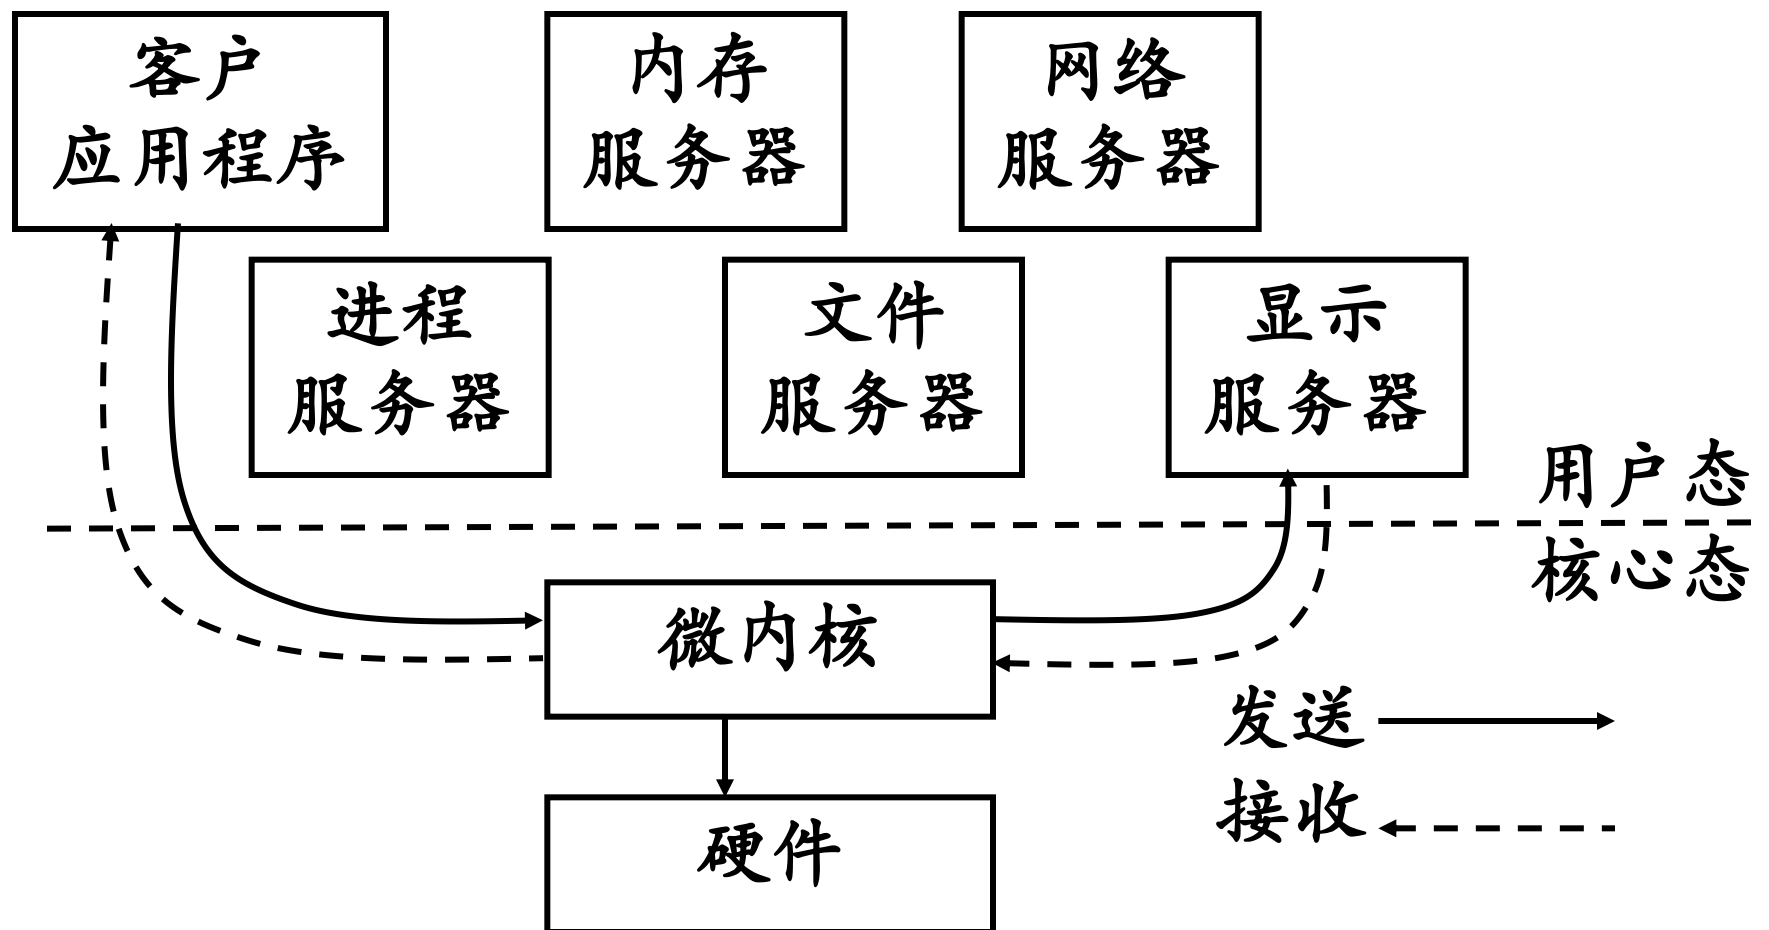 客户
应用程序
内存
服务器
网络
服务器
进程
服务器
文件
服务器
显示
服务器
用户态
核心态
微内核
发送
接收
硬件